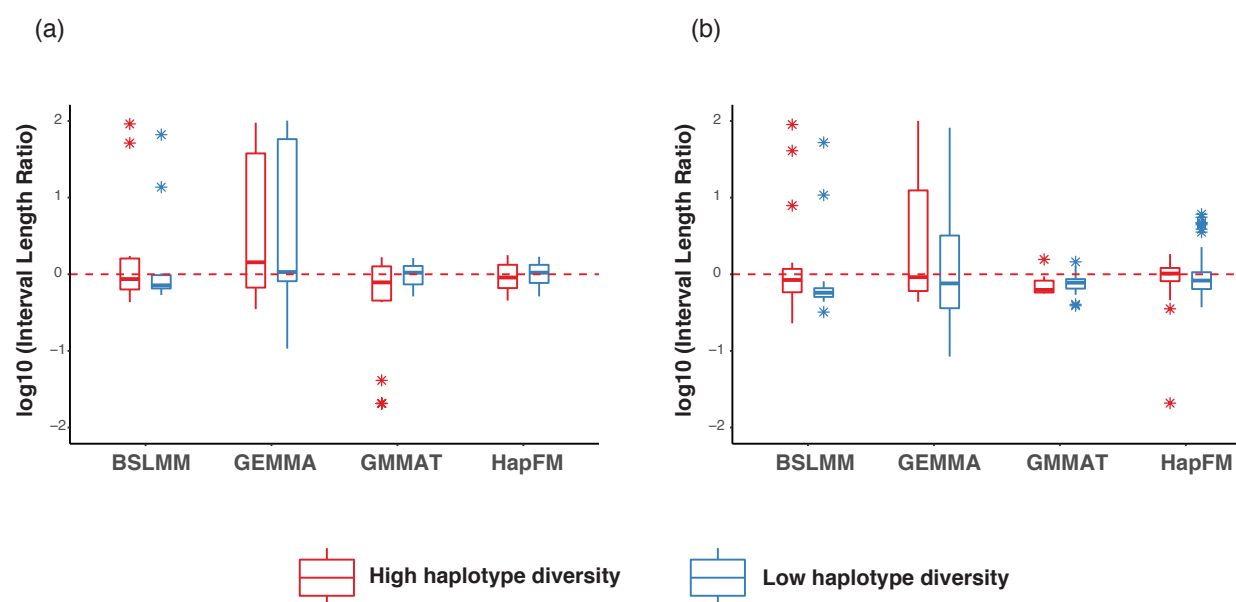 (a)
(b)
log10 (Interval Length Ratio)
2
1
0
−1
−2
BSLMM GEMMA GMMAT HapFM
log10 (Interval Length Ratio)
2
1
0
−1
−2
BSLMM GEMMA GMMAT HapFM
High haplotype diversity
Low haplotype diversity